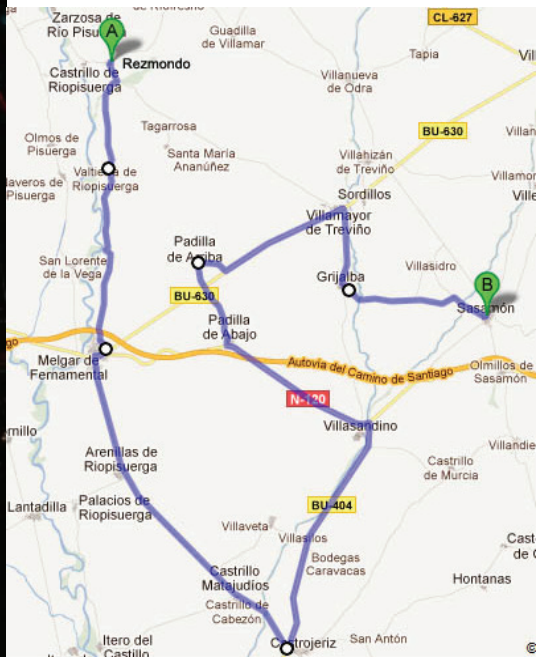 Zarzosa de
Río Pisuerga
de Riofresno
Guadilla
de Villamar
CL-627
A
Rezmondo
Tapia
Castrillo de
Riopisuerga
Villanueva
de Odra
Tagarrosa
BU-630
Olmos de
Pisuerga
Santa María
Ananúñez
Villahizán
de Treviño
Valtierra de
Riopisuerga
Pisuerga
Sordillos
Villamayor
de Treviño
Padilla
de Arriba
San Lorente
de la Vega
Grijalba
Villasidro
B
Sasamón
BU-630
Padilla
de Abajo
Melgar de
Fernamental
Autovía del Camino de Santiago
Olmillos de
Sasamón
N-120
Villasandino
Arenillas de
Riopisuerga
Castrillo
de Murcia
Lantadilla
Palacios de
Riopisuerga
BU-404
Villaveta
Villasilos
Bodegas
Caravacas
Castrillo
Matajudíos
Hontanas
Castrillo de
Cabezón
Itero del
Castillo
Castrojeriz
San Antón
©